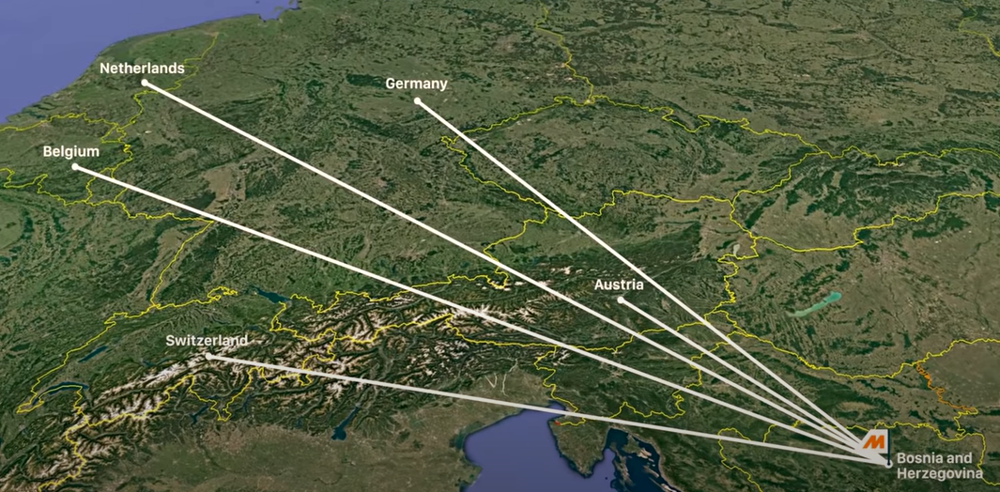 Netherlands
Germany
Belgium
Austria
Switzerland
M
Bosnia and
Herzegovina